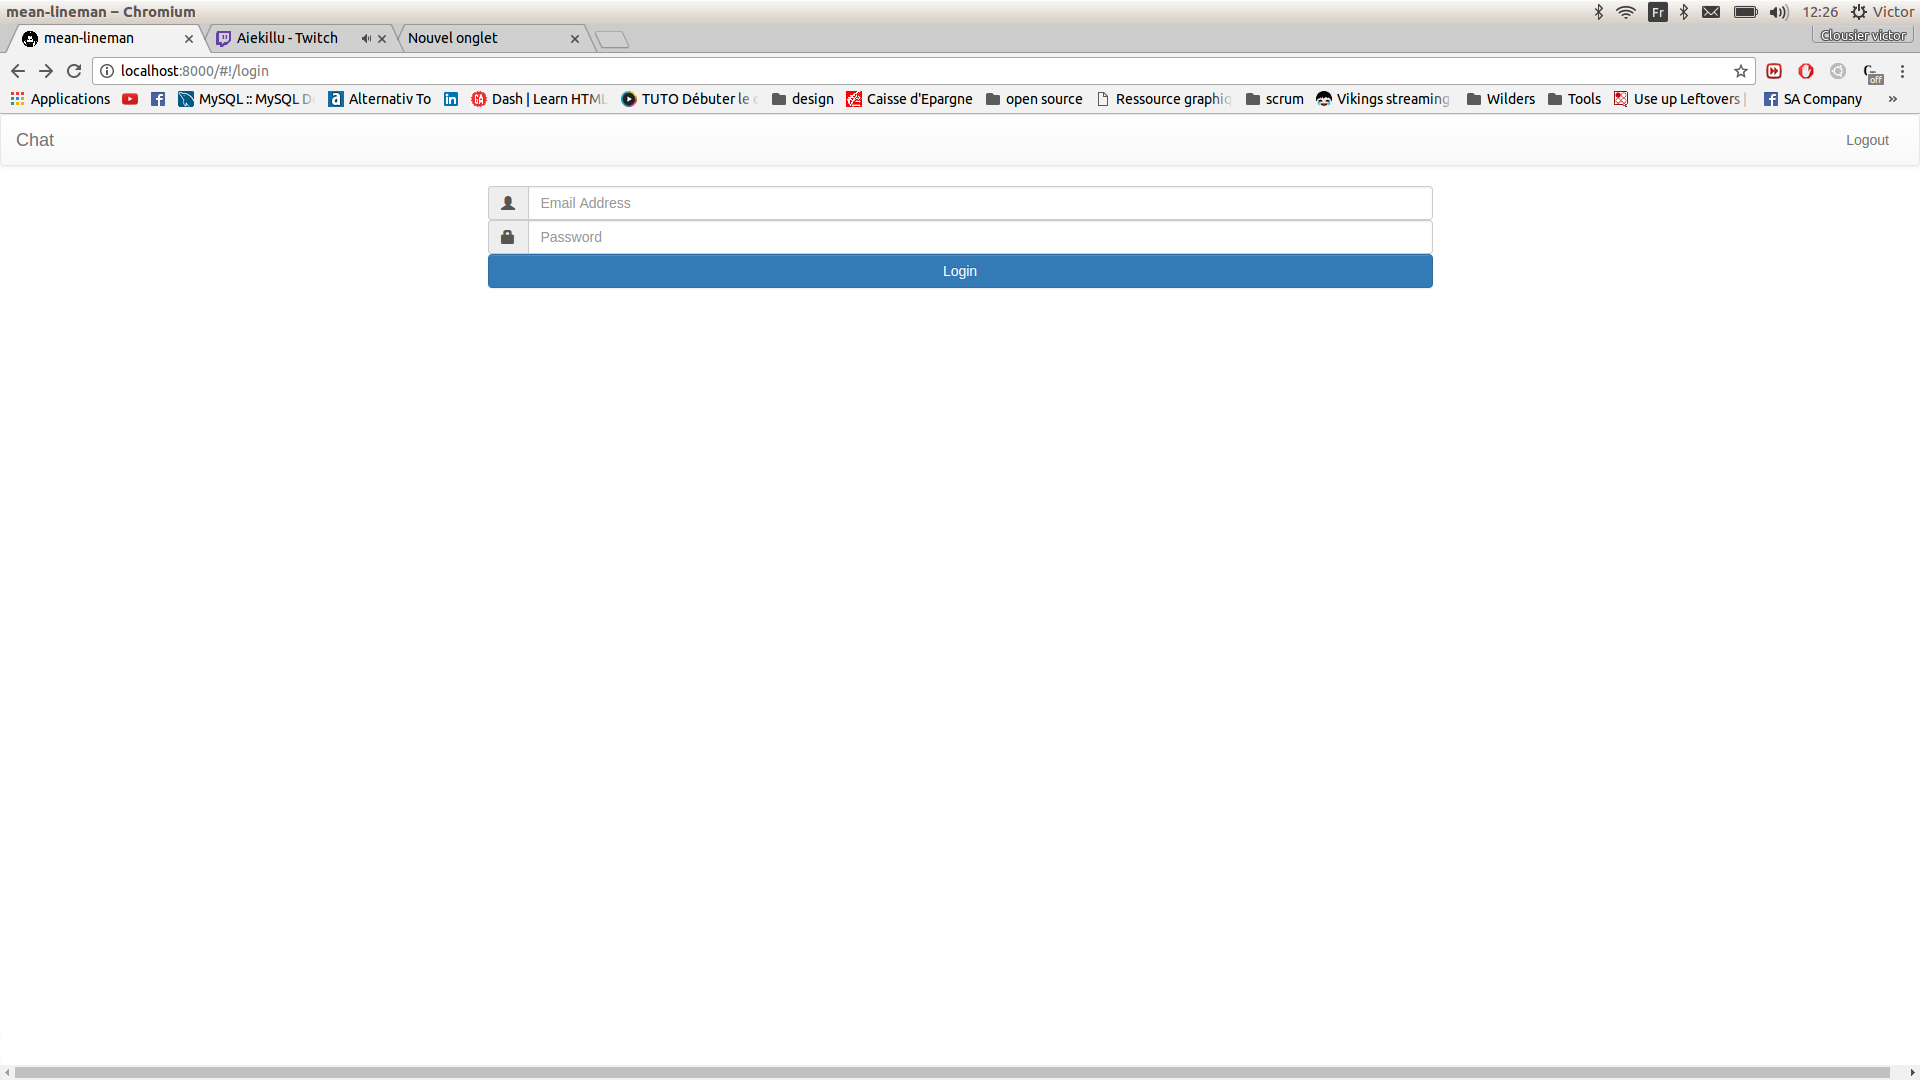 mean-lineman – Chromium
Fr
12:26
Victor
mean-lineman
Aiekillu - Twitch
Nouvel onglet
Clousier victor
localhost:8000/#!/login
off
Applications
MySQL :: MySQL D
Alternativ To
Dash | Learn HTML
TUTO Débuter le
design
Caisse d'Epargne
open source
Ressource graphiq
scrum
Vikings streaming
Wilders
Tools
Use up Leftovers |
SA Company
»
Chat
Logout
Email Address
Password
Login